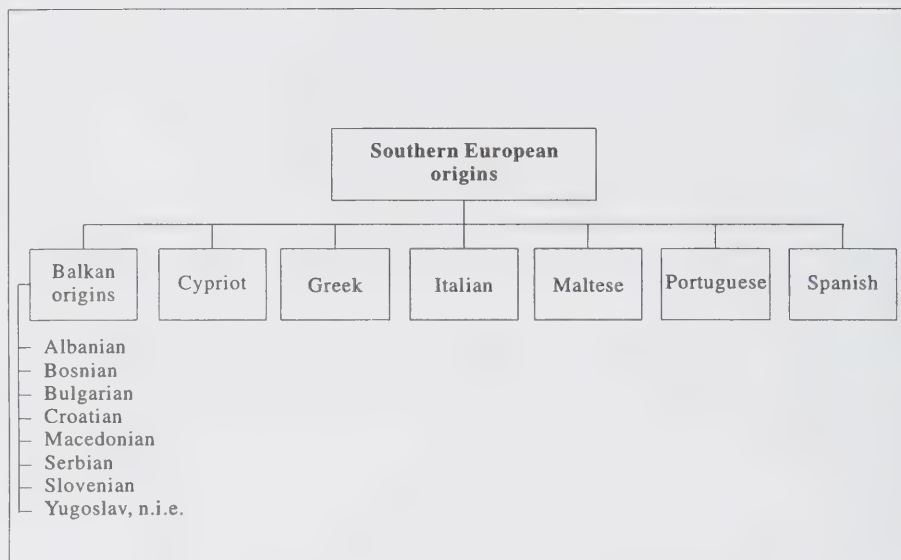 Southern European
origins
Balkan
origins
Cypriot
Greek
Italian
Maltese
Portuguese
Spanish
Albanian
Bosnian
Bulgarian
Croatian
Macedonian
Serbian
Slovenian
Yugoslav, n.i.e.